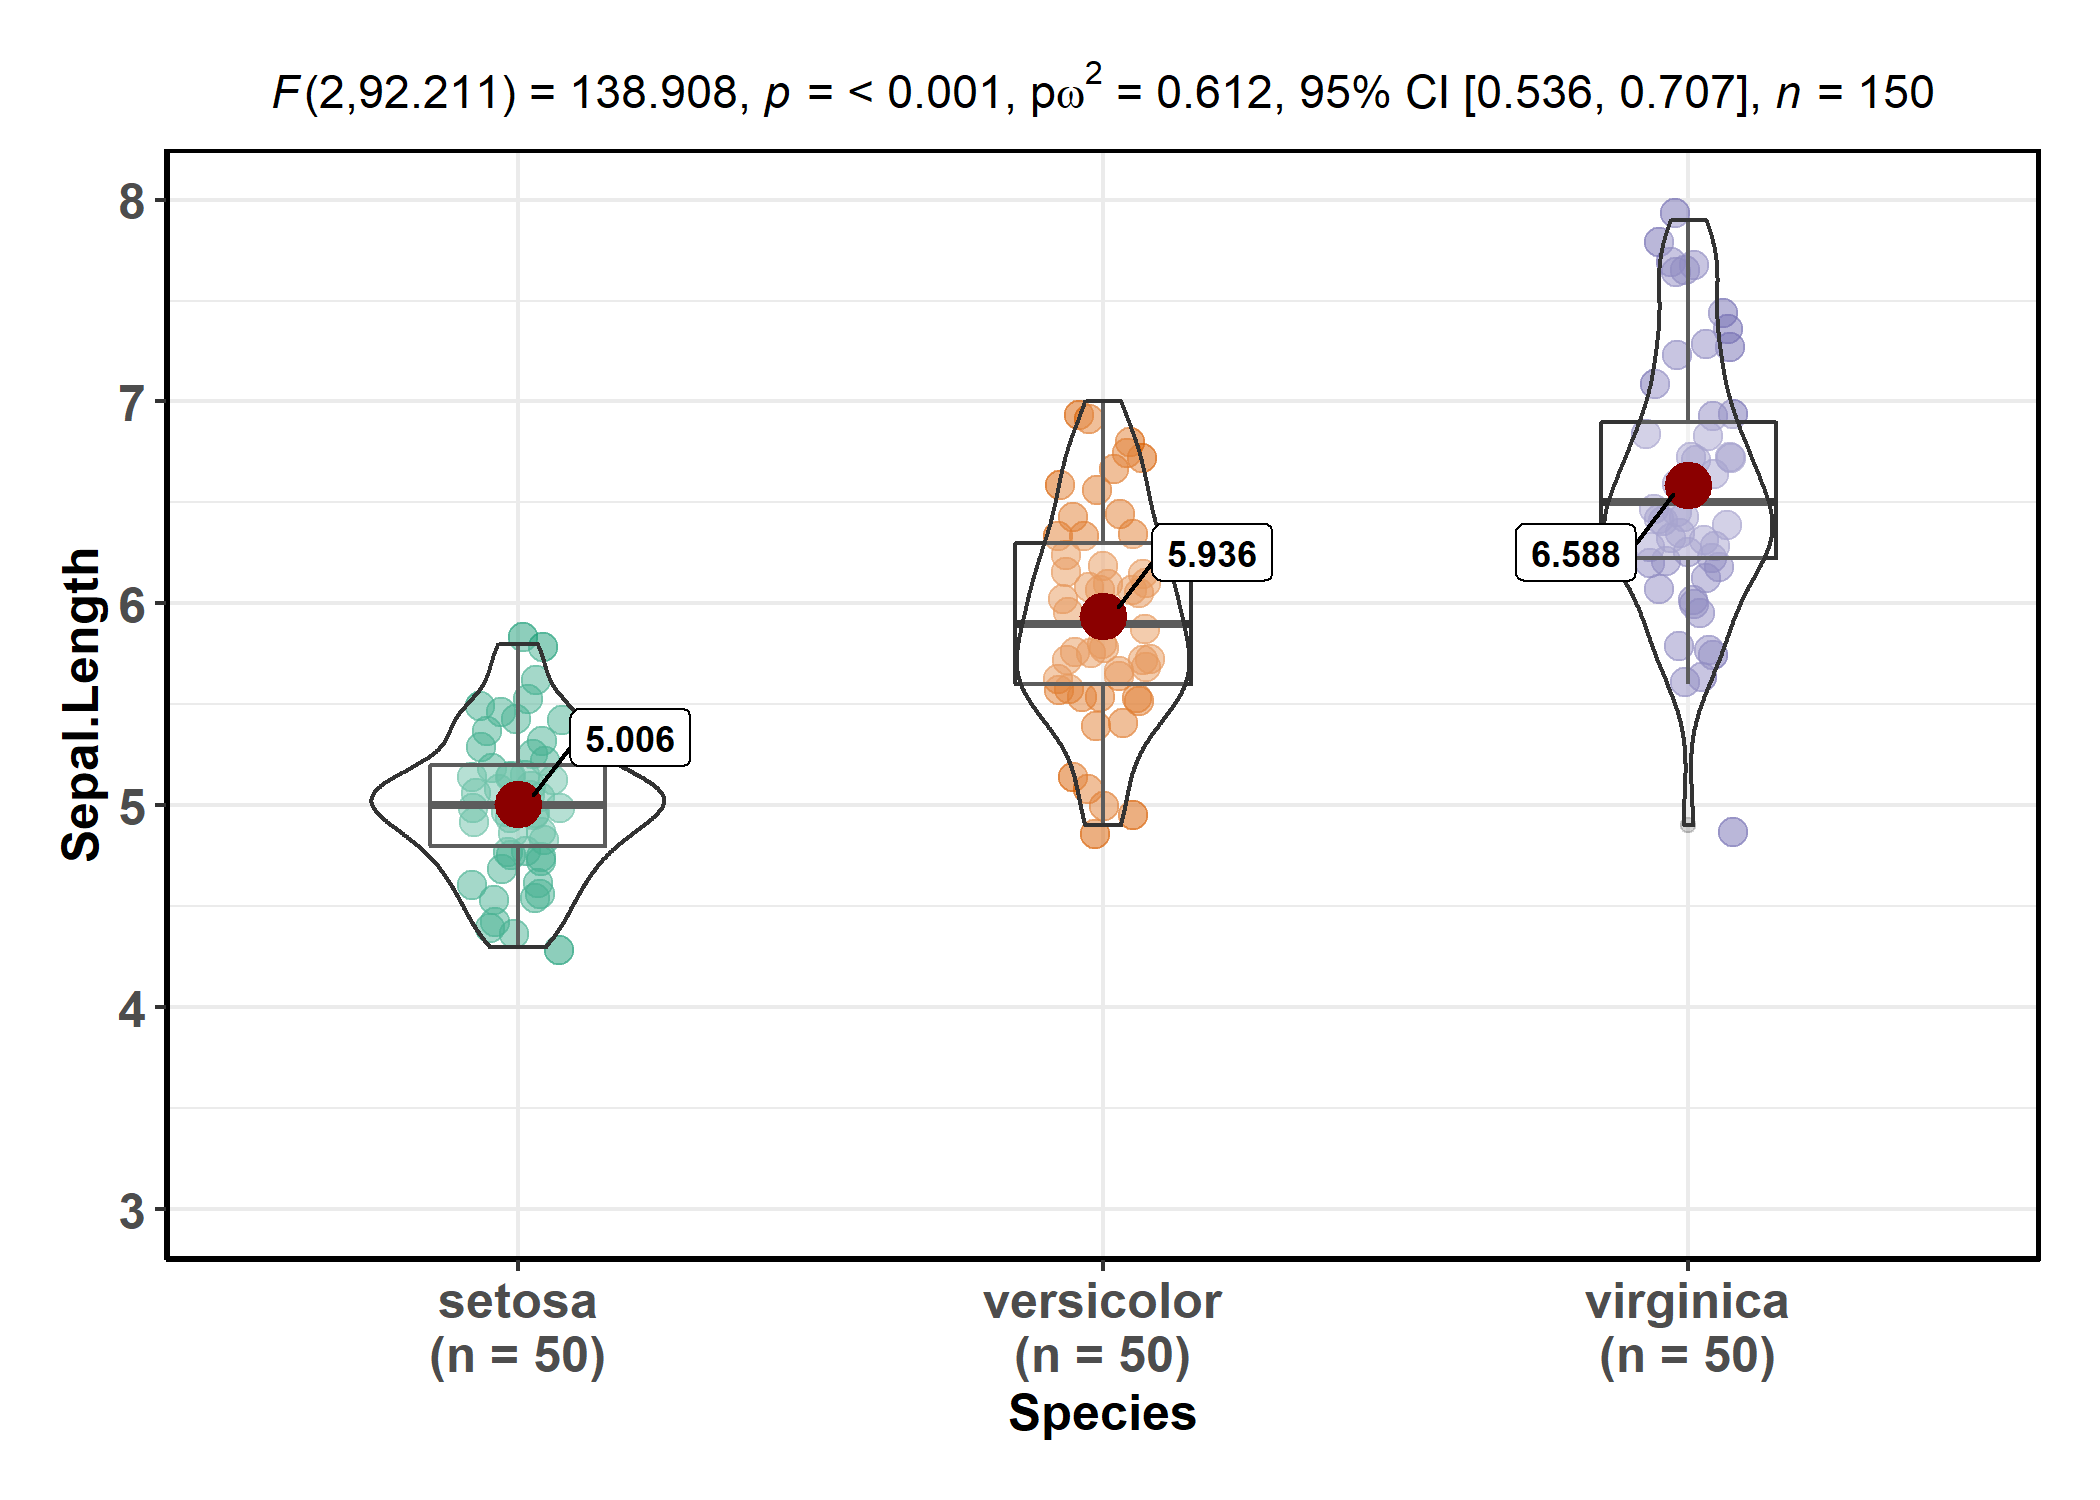 F(2,92.211) = 138.908, p = < 0.001, pω² = 0.612, 95% CI [0.536, 0.707], n = 150
8
7
6
5
4
3
Sepal.Length
5.006
5.936
6.588
setosa
(n = 50)
versicolor
(n = 50)
virginica
(n = 50)
Species